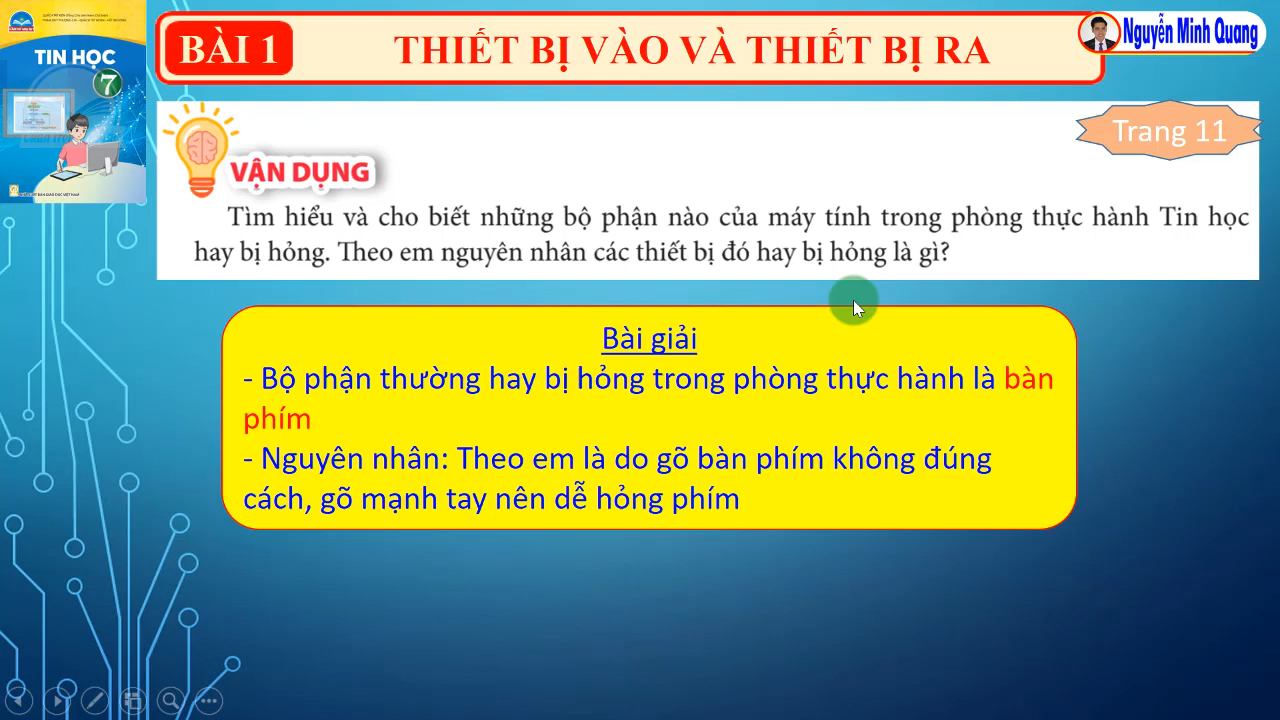 TIN HỌC
7
BÀI 1
THIẾT BỊ VÀO VÀ THIẾT BỊ RA
Nguyễn Minh Quang
Trang 11
VẬN DỤNG
Tìm hiểu và cho biết những bộ phận nào của máy tính trong phòng thực hành Tin học
hay bị hỏng. Theo em nguyên nhân các thiết bị đó hay bị hỏng là gì?
Bài giải
- Bộ phận thường hay bị hỏng trong phòng thực hành là bàn
phím
- Nguyên nhân: Theo em là do gõ bàn phím không đúng
cách, gõ mạnh tay nên dễ hỏng phím